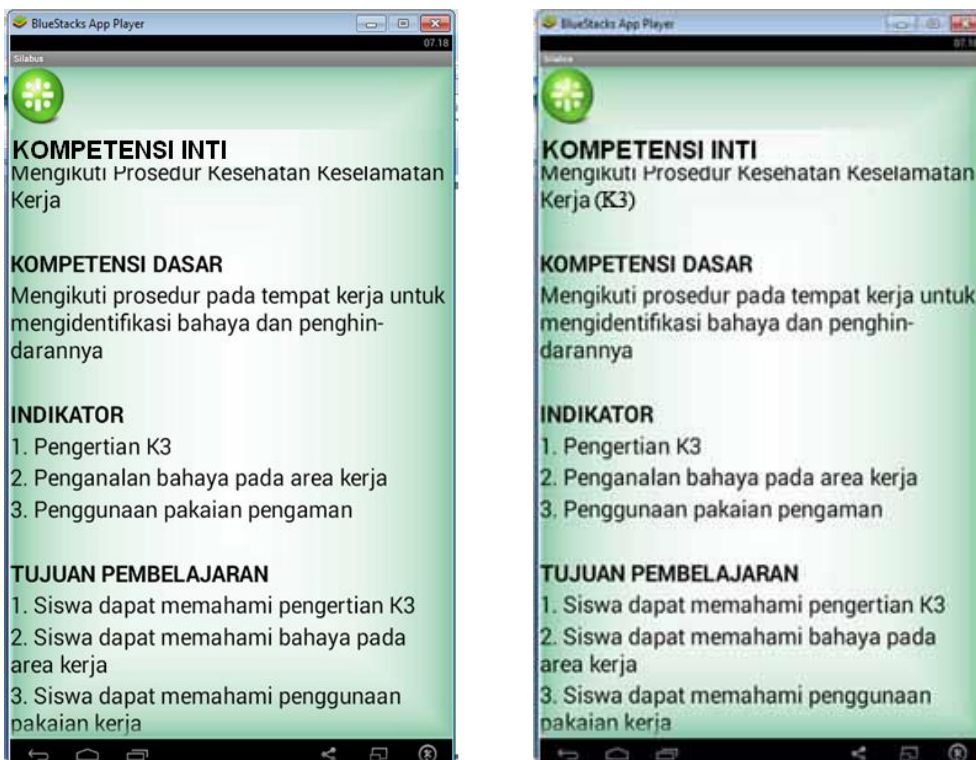 BlueStacks App Player
07.18
Silabus
KOMPETENSI INTI
Mengikuti Prosedur Kesehatan Keselamatan
Kerja
KOMPETENSI DASAR
Mengikuti prosedur pada tempat kerja untuk
mengidentifikasi bahaya dan penghin-
darannya
INDIKATOR
1. Pengertian K3
2. Penganalan bahaya pada area kerja
3. Penggunaan pakaian pengaman
TUJUAN PEMBELAJARAN
1. Siswa dapat memahami pengertian K3
2. Siswa dapat memahami bahaya pada
area kerja
3. Siswa dapat memahami penggunaan
pakaian kerja
BlueStacks App Player
Silabus
KOMPETENSI INTI
Mengikuti Prosedur Kesehatan Keselamatan
Kerja (K3)
KOMPETENSI DASAR
Mengikuti prosedur pada tempat kerja untuk
mengidentifikasi bahaya dan penghin-
darannya
INDIKATOR
1. Pengertian K3
2. Penganalan bahaya pada area kerja
3. Penggunaan pakaian pengaman
TUJUAN PEMBELAJARAN
1. Siswa dapat memahami pengertian K3
2. Siswa dapat memahami bahaya pada
area kerja
3. Siswa dapat memahami penggunaan
pakaian kerja